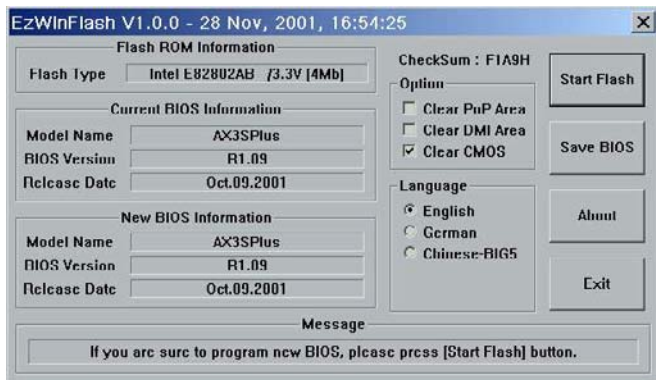 EzWinFlash V1.0.0 - 28 Nov, 2001, 16:54:25
Flash ROM Information
Flash Type Intel E82802AB /3.3V [4Mb]
Current BIOS Information
Model Name AX3SPlus
BIOS Version R1.09
Release Date Oct.09.2001
New BIOS Information
Model Name AX3SPlus
BIOS Version R1.09
Release Date Oct.09.2001
CheckSum : F1A9H
Option
Clear PnP Area
Clear DMI Area
Clear CMOS
Language
English
German
Chinese-BIG5
Start Flash
Save BIOS
About
Exit
Message
If you are sure to program new BIOS, please press [Start Flash] button.